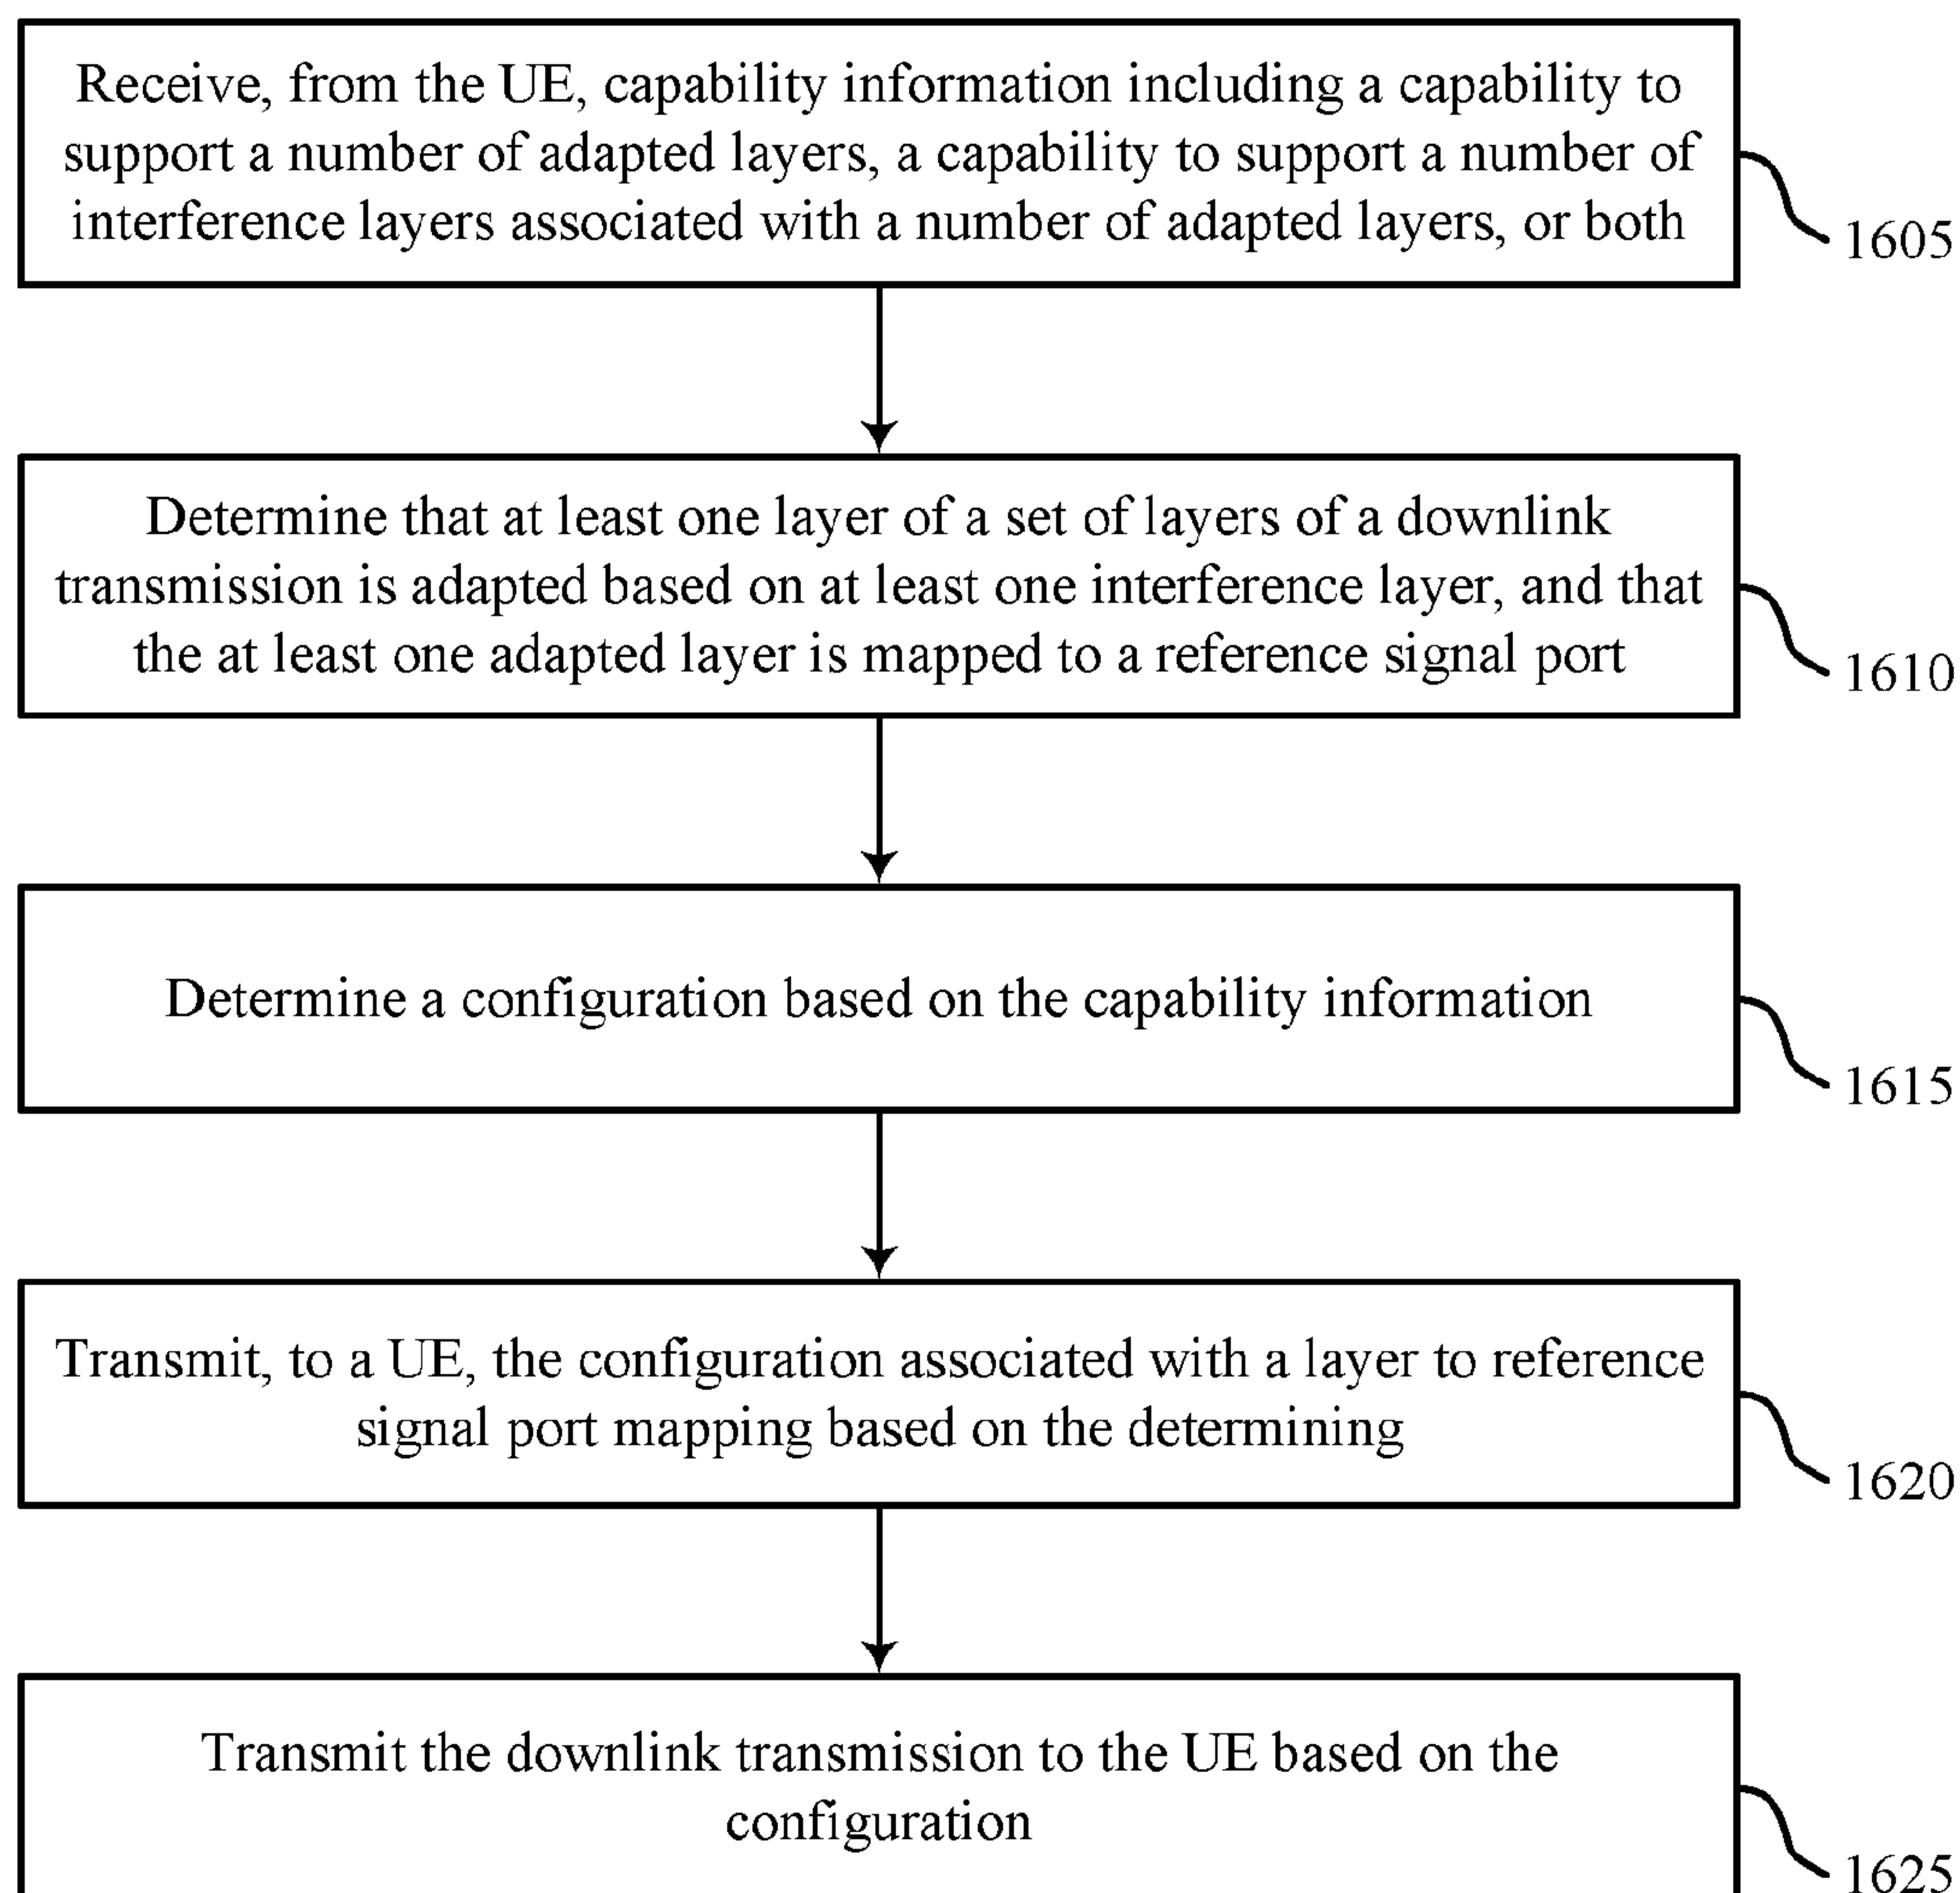 Receive, from the UE, capability information including a capability to
support a number of adapted layers, a capability to support a number of
interference layers associated with a number of adapted layers, or both
1605
Determine that at least one layer of a set of layers of a downlink
transmission is adapted based on at least one interference layer, and that
the at least one adapted layer is mapped to a reference signal port
1610
Determine a configuration based on the capability information
1615
Transmit, to a UE, the configuration associated with a layer to reference
signal port mapping based on the determining
1620
Transmit the downlink transmission to the UE based on the
configuration
1625